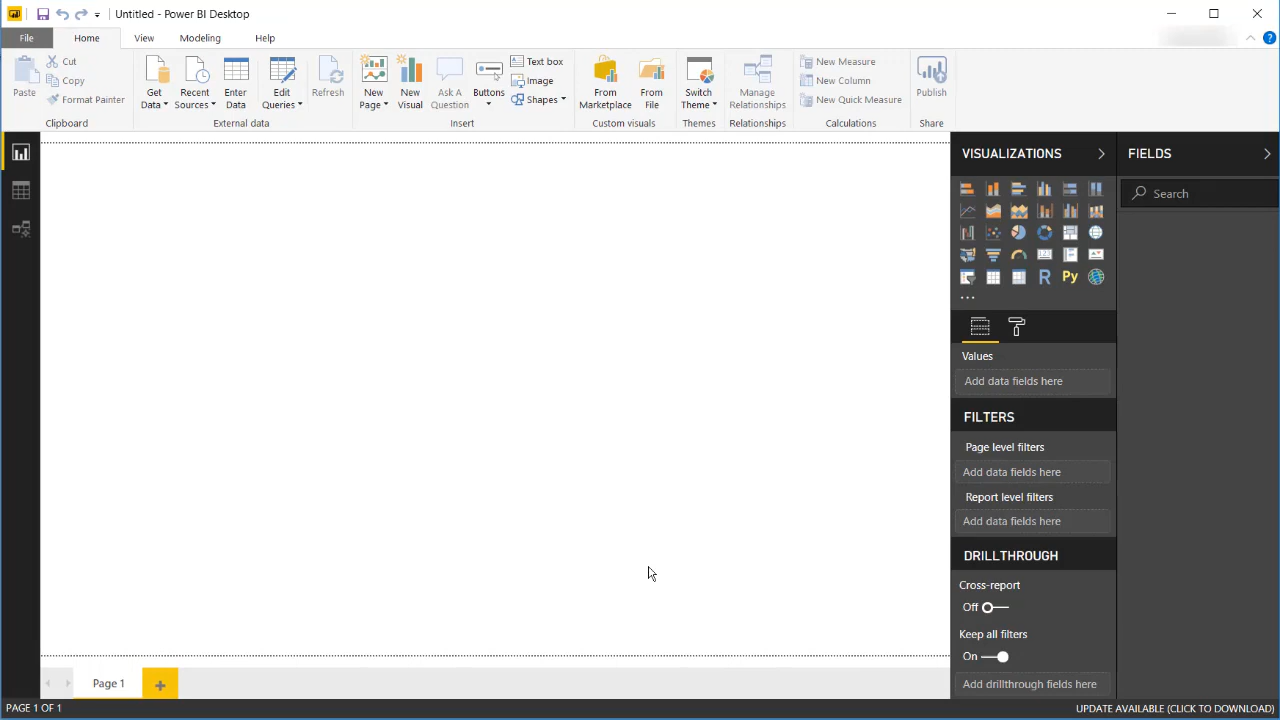 Untitled - Power BI Desktop
File
Home
View
Modeling
Help
Paste
Cut
Copy
Format Painter
Clipboard
Get Data
Recent Sources
Enter Data
Edit Queries
Refresh
External data
New Page
New Visual
Ask A Question
Buttons
Text box
Image
Shapes
Insert
From Marketplace
From File
Custom visuals
Switch Theme
Themes
Manage Relationships
Relationships
New Measure
New Column
New Quick Measure
Calculations
Publish
Share
VISUALIZATIONS
R
Py
Values
Add data fields here
FILTERS
Page level filters
Add data fields here
Report level filters
Add data fields here
DRILLTHROUGH
Cross-report
Off
Keep all filters
On
Add drillthrough fields here
FIELDS
Search
Page 1
PAGE 1 OF 1
UPDATE AVAILABLE (CLICK TO DOWNLOAD)